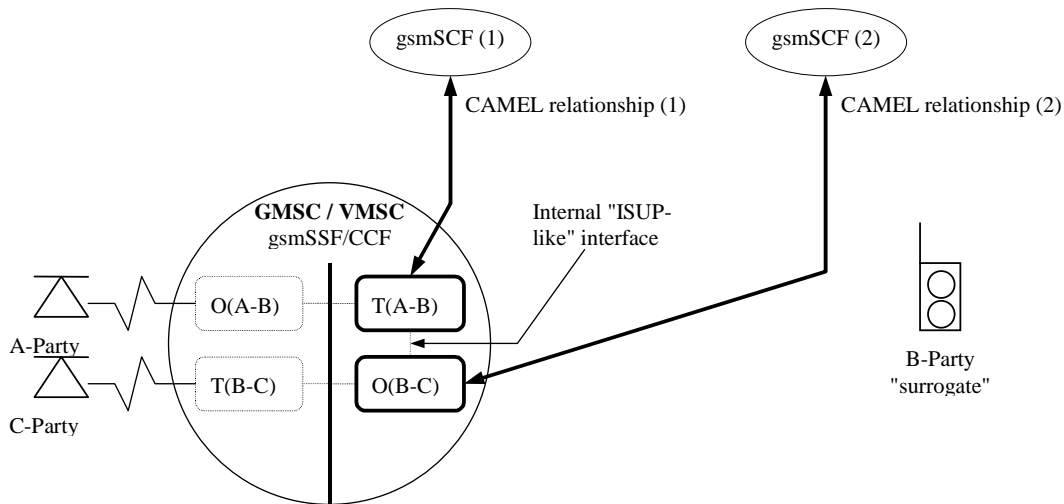 gsmSCF (1)
gsmSCF (2)
CAMEL relationship (1)
CAMEL relationship (2)
GMSC / VMSC
gsmSSF/CCF
Internal "ISUP-
like" interface
O(A-B)
T(A-B)
A-Party
T(B-C)
O(B-C)
C-Party
B-Party
"surrogate"